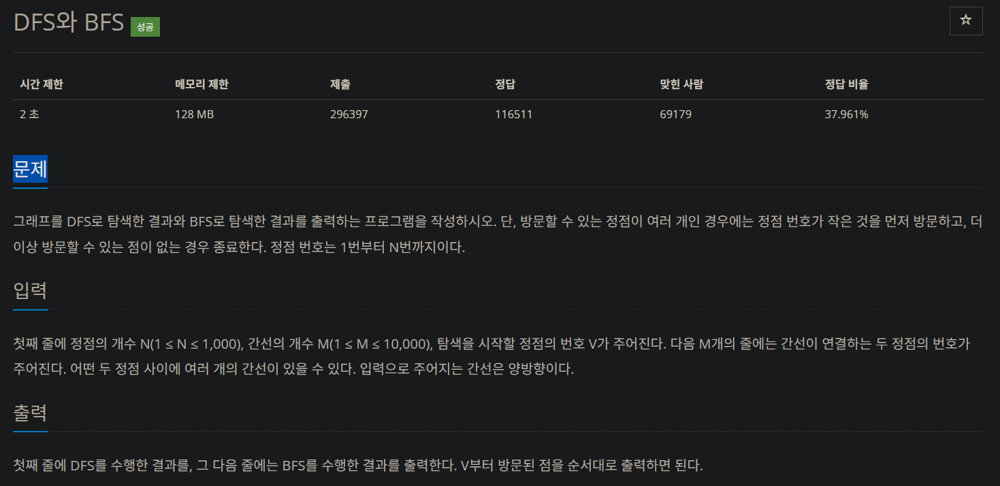 DFS와 BFS 성공
시간 제한 메모리 제한 제출 정답 맞힌 사람 정답 비율
2 초 128 MB 296397 116511 69179 37.961%
문제
그래프를 DFS로 탐색한 결과와 BFS로 탐색한 결과를 출력하는 프로그램을 작성하시오. 단, 방문할 수 있는 정점이 여러 개인 경우에는 정점 번호가 작은 것을 먼저 방문하고, 더
이상 방문할 수 있는 점이 없는 경우 종료한다. 정점 번호는 1번부터 N번까지이다.
입력
첫째 줄에 정점의 개수 N(1 ≤ N ≤ 1,000), 간선의 개수 M(1 ≤ M ≤ 10,000), 탐색을 시작할 정점의 번호 V가 주어진다. 다음 M개의 줄에는 간선이 연결하는 두 정점의 번호가
주어진다. 어떤 두 정점 사이에 여러 개의 간선이 있을 수 있다. 입력으로 주어지는 간선은 양방향이다.
출력
첫째 줄에 DFS를 수행한 결과를, 그 다음 줄에는 BFS를 수행한 결과를 출력한다. V부터 방문된 점을 순서대로 출력하면 된다.